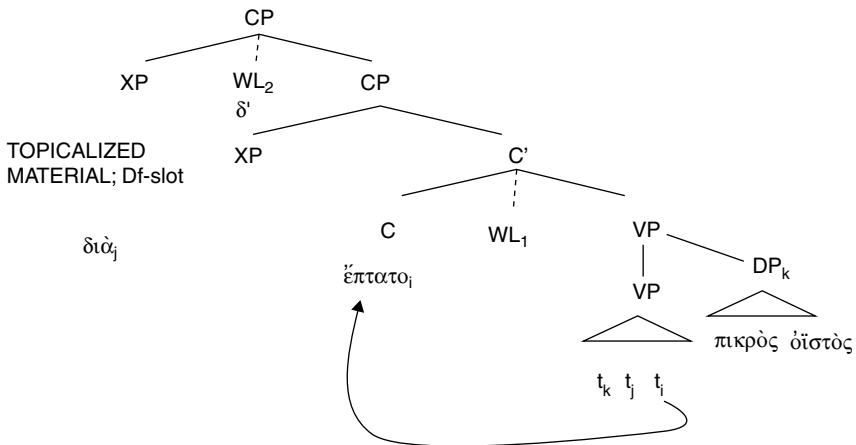 CP
XP WL₂ CP
δ'
TOPICALIZED XP C'
MATERIAL; Df-slot
διὰⱼ C WL₁ VP
DPₖ
ἔπτατοᵢ VP
πικρὸς ὀϊστὸς
tₖ tⱼ tᵢ